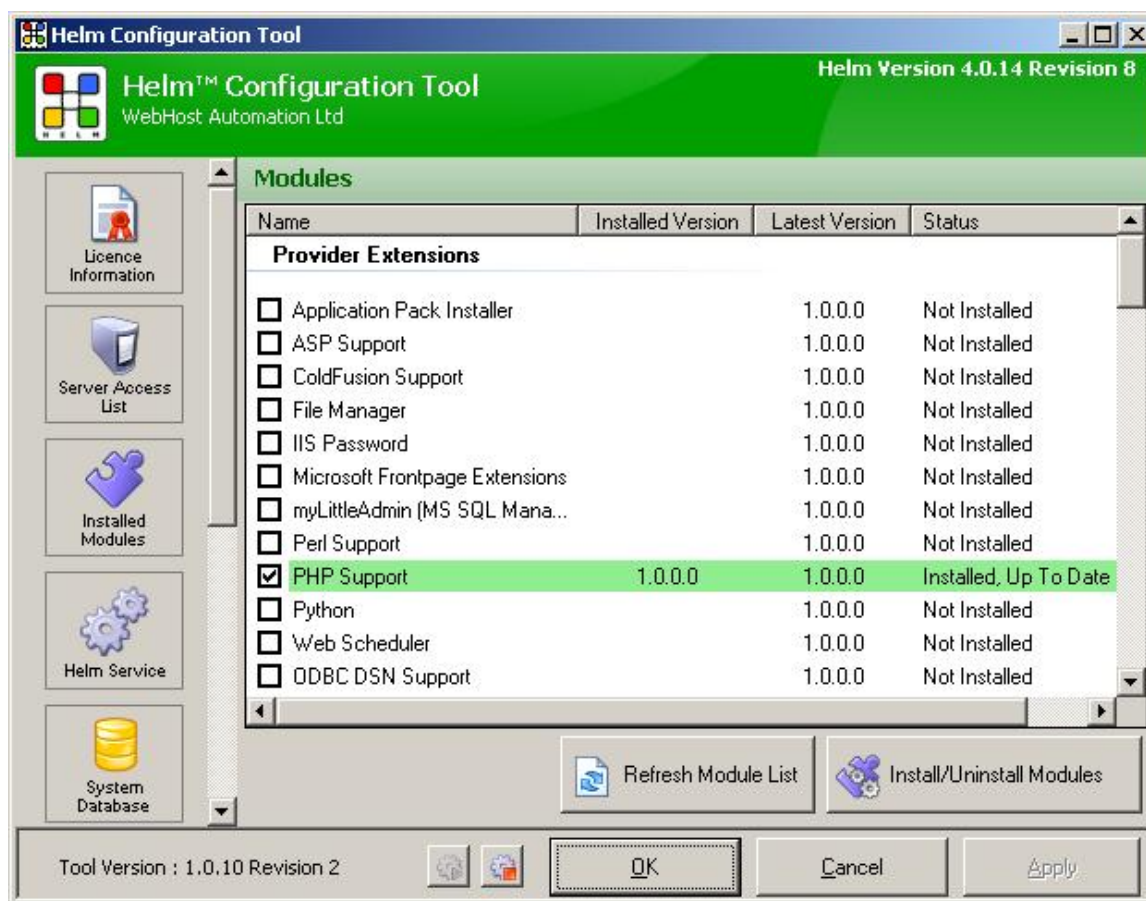 Helm Configuration Tool
Helm™ Configuration Tool
Helm Version 4.0.14 Revision 8
WebHost Automation Ltd
HELM
Licence
Information
Server Access
List
Installed
Modules
Helm Service
System
Database
Modules
Name Installed Version Latest Version Status
Provider Extensions
Application Pack Installer 1.0.0.0 Not Installed
ASP Support 1.0.0.0 Not Installed
ColdFusion Support 1.0.0.0 Not Installed
File Manager 1.0.0.0 Not Installed
IIS Password 1.0.0.0 Not Installed
Microsoft Frontpage Extensions 1.0.0.0 Not Installed
myLittleAdmin (MS SQL Mana... 1.0.0.0 Not Installed
Perl Support 1.0.0.0 Not Installed
PHP Support 1.0.0.0 1.0.0.0 Installed, Up To Date
Python 1.0.0.0 Not Installed
Web Scheduler 1.0.0.0 Not Installed
ODBC DSN Support 1.0.0.0 Not Installed
Refresh Module List Install/Uninstall Modules
Tool Version : 1.0.10 Revision 2 OK Cancel Apply